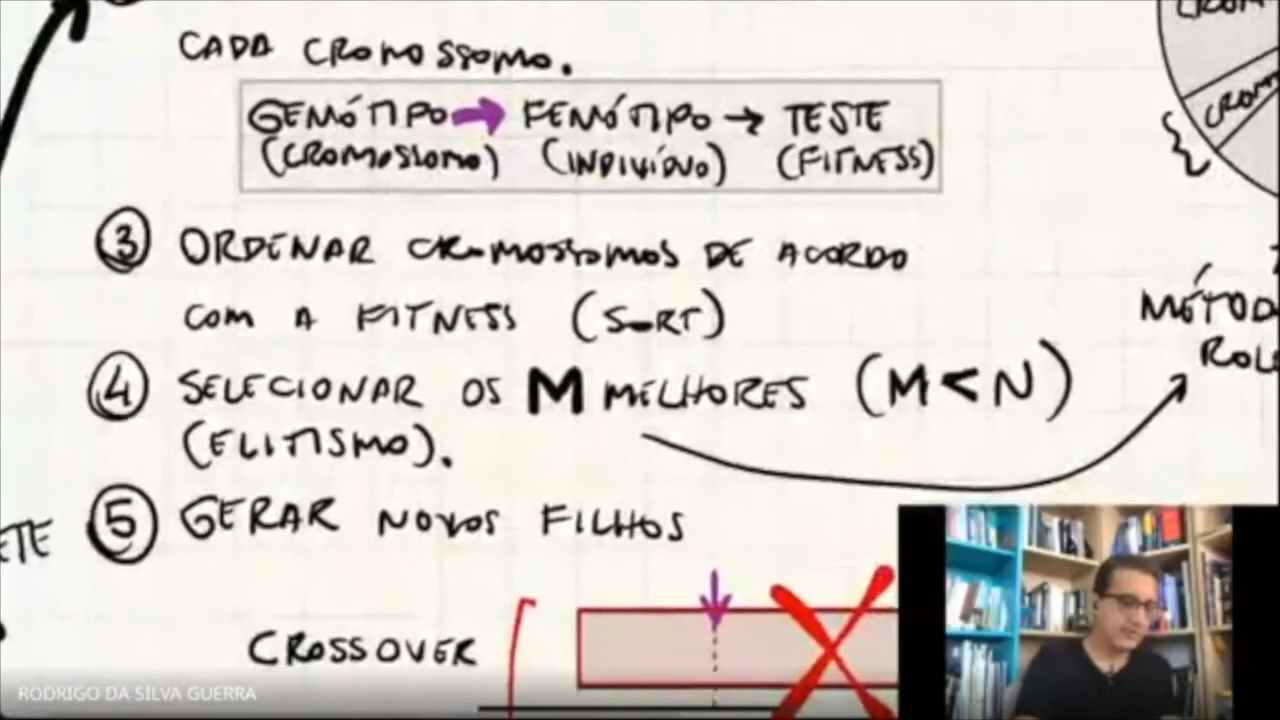 CADA CROMOSSOMO.
GENÓTIPO → FENÓTIPO → TESTE
(CROMOSSOMO) (INDIVÍDUO) (FITNESS)
③ ORDENAR CROMOSSOMOS DE ACORDO
COM A FITNESS (SORT)
④ SELECIONAR OS M MELHORES (M < N)
(ELITISMO).
⑤ GERAR NOVOS FILHOS
CROSSOVER
RODRIGO DA SILVA GUERRA